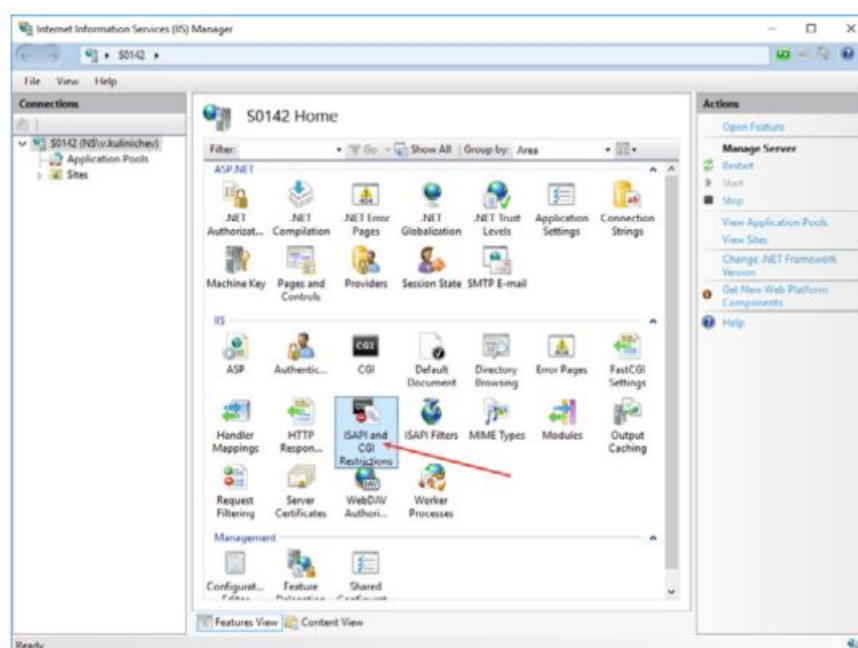 Internet Information Services (IIS) Manager
S0142
File View Help
Connections
S0142 (NS\v.kulinichev)
Application Pools
Sites
S0142 Home
Filter: Go Show All Group by: Area
ASP.NET
.NET Authorizat... .NET Compilation .NET Error Pages .NET Globalization .NET Trust Levels Application Settings Connection Strings
Machine Key Pages and Controls Providers Session State SMTP E-mail
IIS
ASP Authentic... CGI Default Document Directory Browsing Error Pages FastCGI Settings
Handler Mappings HTTP Respon... ISAPI and CGI Restrictions ISAPI Filters MIME Types Modules Output Caching
Request Filtering Server Certificates WebDAV Authori... Worker Processes
Management
Configurat... Feature Shared
Features View Content View
Ready
Actions
Open Feature
Manage Server
Restart
Start
Stop
View Application Pools
View Sites
Change .NET Framework
Version
Get New Web Platform
Components
Help